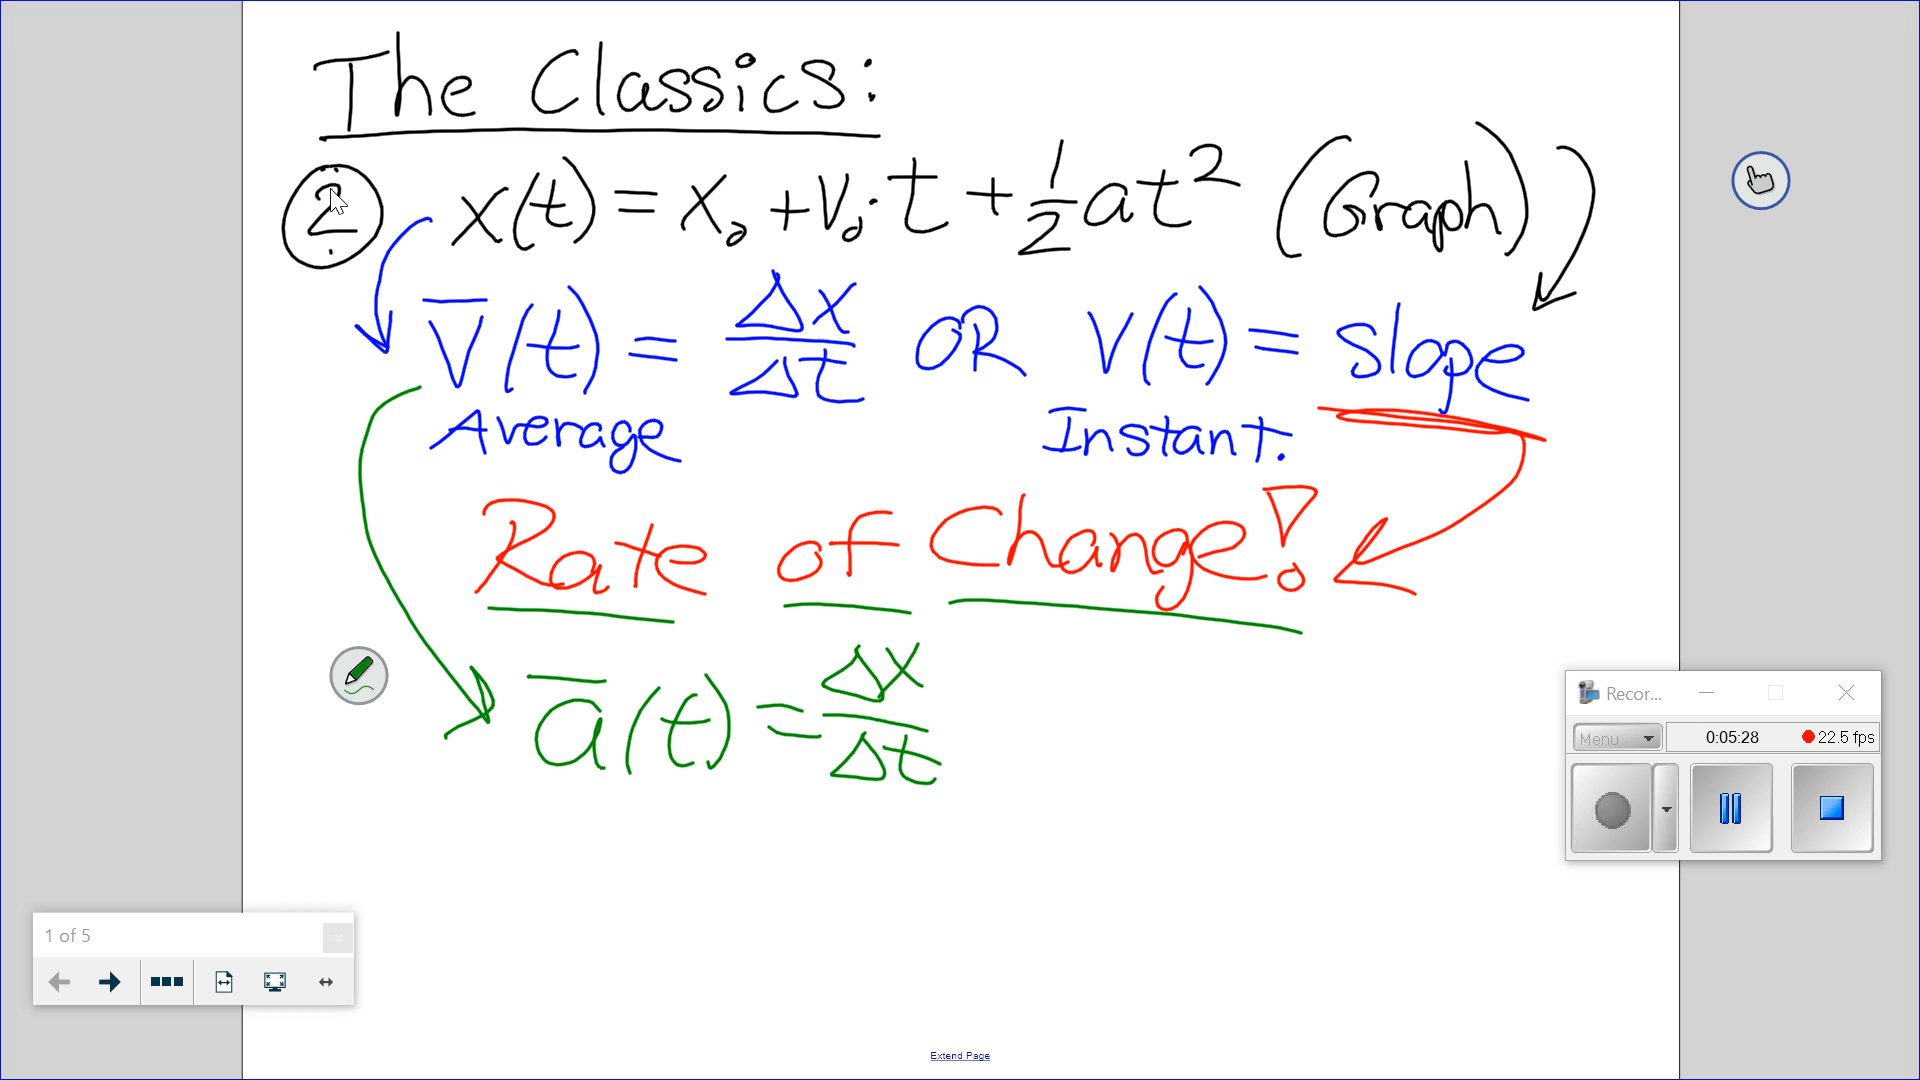 The Classics:
2 x(t) = x₀ + v₀·t + ½at² (Graph)
v̅(t) = Δx/Δt OR v(t) = slope
Average Instant.
Rate of Change!
a̅(t) = Δx/Δt
Recor...
Menu 0:05:28 22.5 fps
1 of 5
Extend Page